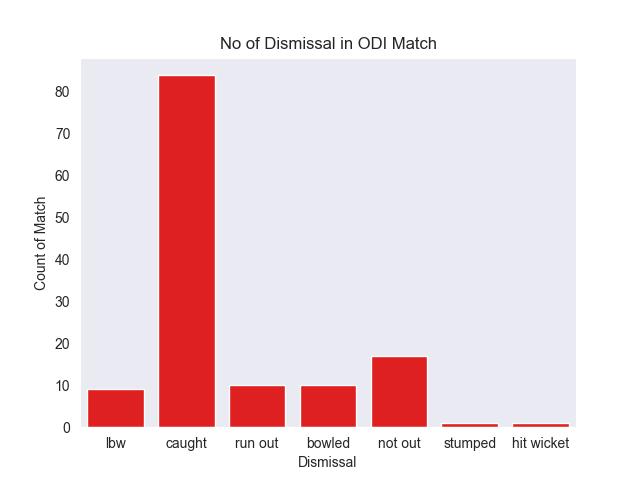 No of Dismissal in ODI Match
Count of Match
80
70
60
50
40
30
20
10
0
lbw caught run out bowled not out stumped hit wicket
Dismissal